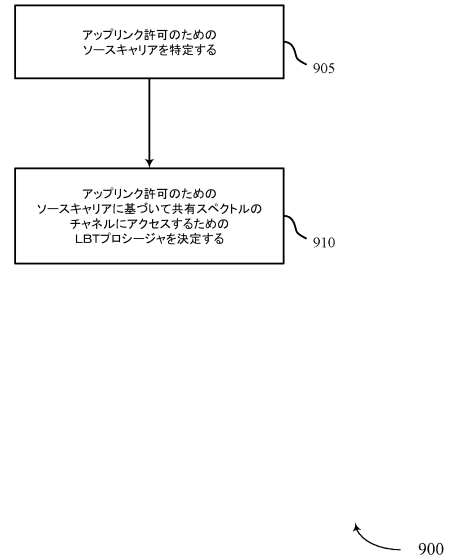 アップリンク許可のための
ソースキャリアを特定する
905
アップリンク許可のための
ソースキャリアに基づいて共有スペクトルの
チャネルにアクセスするための
LBTプロシージャを決定する
910
900